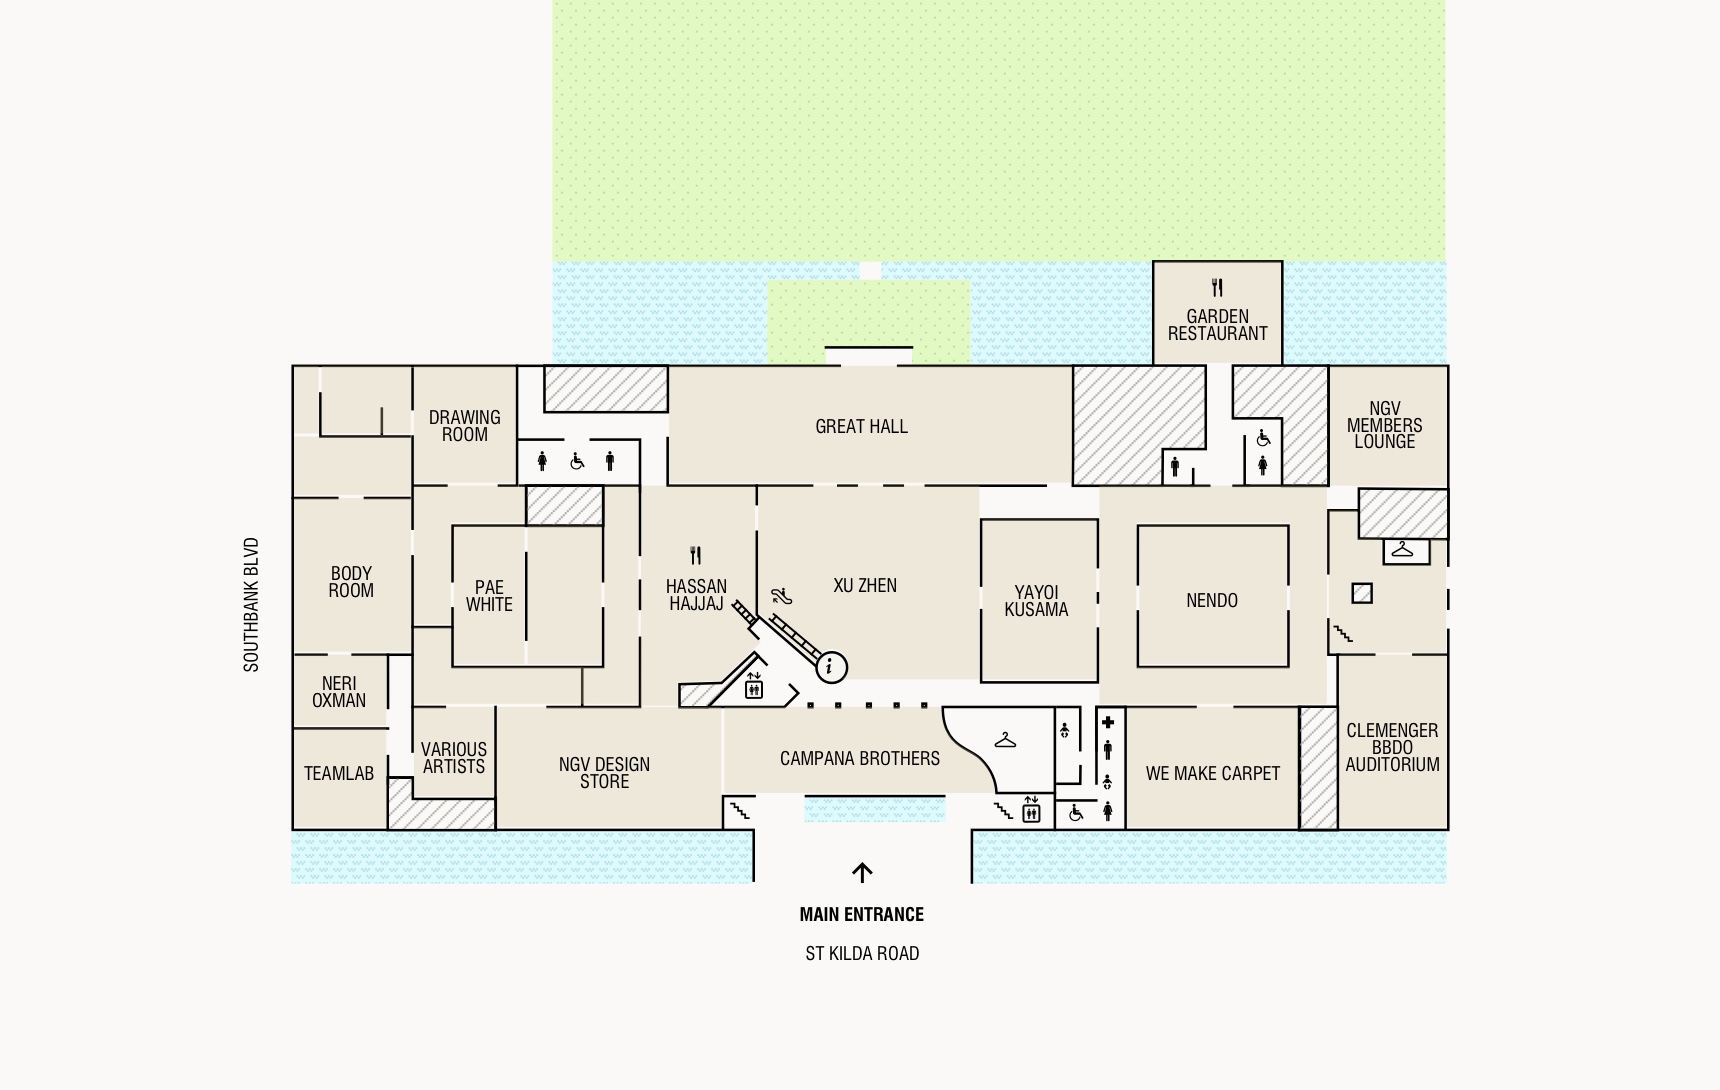 GARDEN
RESTAURANT
DRAWING
ROOM
GREAT HALL
NGV
MEMBERS
LOUNGE
SOUTHBANK BLVD
BODY
ROOM
PAE
WHITE
HASSAN
HAJJAJ
XU ZHEN
YAYOI
KUSAMA
NENDO
i
NERI
OXMAN
TEAMLAB
VARIOUS
ARTISTS
NGV DESIGN
STORE
CAMPANA BROTHERS
WE MAKE CARPET
CLEMENGER
BBDO
AUDITORIUM
MAIN ENTRANCE
ST KILDA ROAD